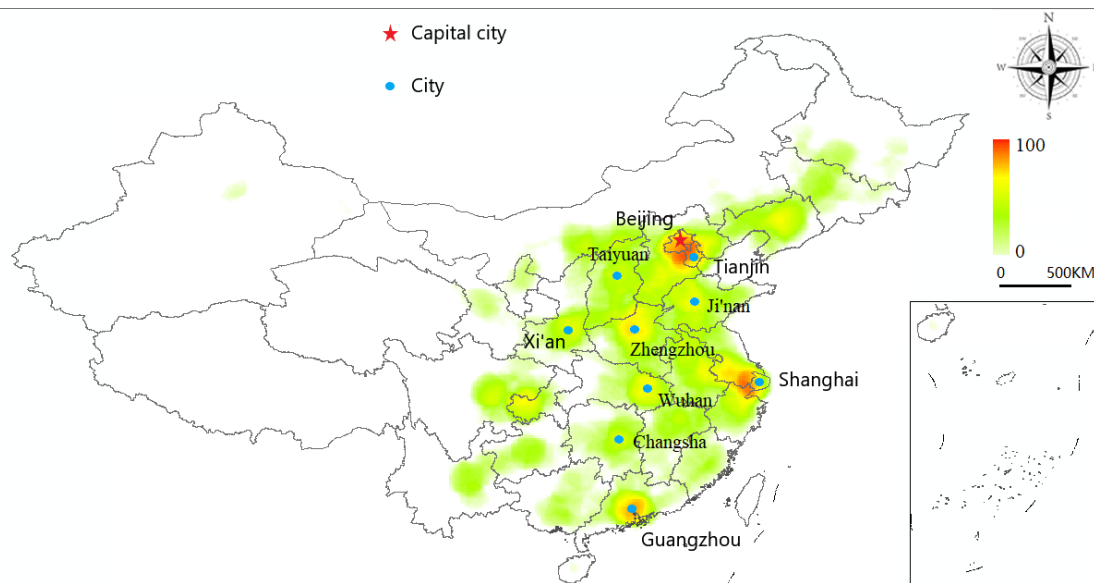 Capital city
City
N
W
S
100
0
0
500KM
Beijing
Taiyuan
Tianjin
Ji'nan
Xi'an
Zhengzhou
Shanghai
Wuhan
Changsha
Guangzhou